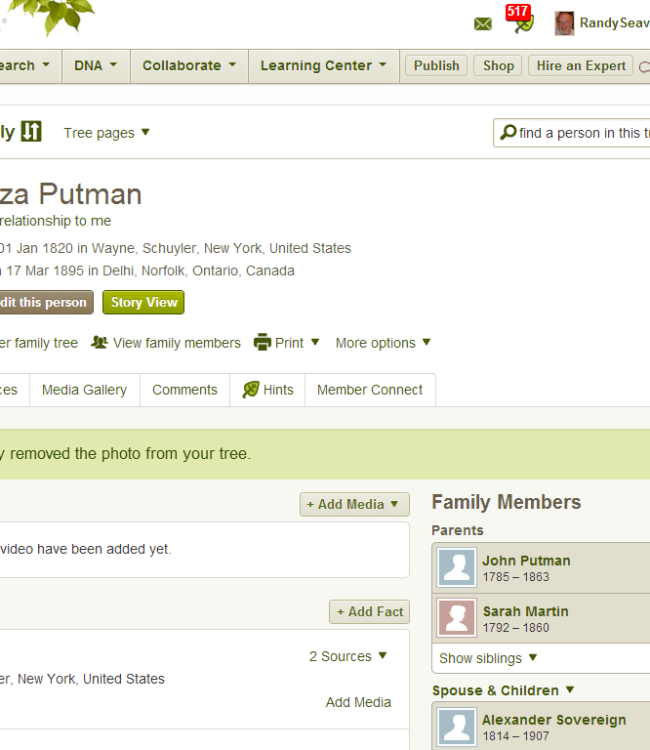 517
RandySeav
earch DNA Collaborate Learning Center Publish Shop Hire an Expert
ly Tree pages find a person in this t
za Putman
relationship to me
01 Jan 1820 in Wayne, Schuyler, New York, United States
17 Mar 1895 in Delhi, Norfolk, Ontario, Canada
dit this person Story View
er family tree View family members Print More options
ces Media Gallery Comments Hints Member Connect
y removed the photo from your tree.
+ Add Media
video have been added yet.
+ Add Fact
2 Sources
er, New York, United States
Add Media
Family Members
Parents
John Putman
1785 – 1863
Sarah Martin
1792 – 1860
Show siblings
Spouse & Children
Alexander Sovereign
1814 – 1907